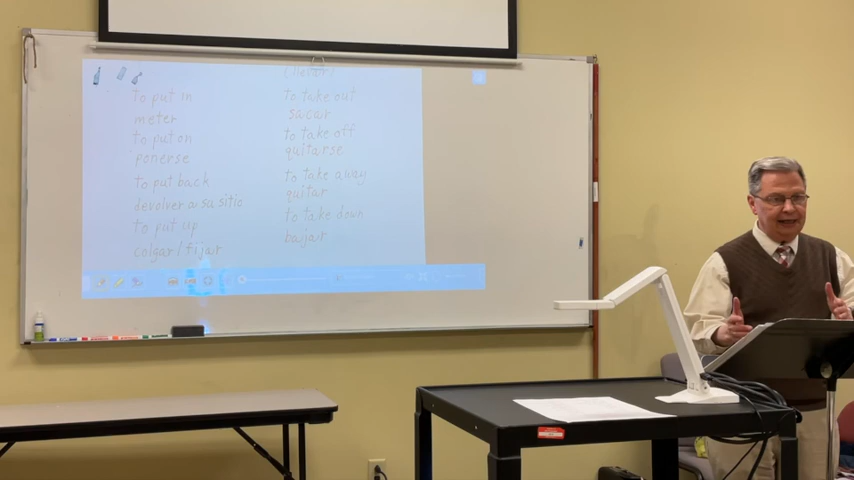 (llevar)
to put in
meter
to put on
ponerse
to put back
devolver a su sitio
to put up
colgar/fijar
to take out
sacar
to take off
quitarse
to take away
quitar
to take down
bajar